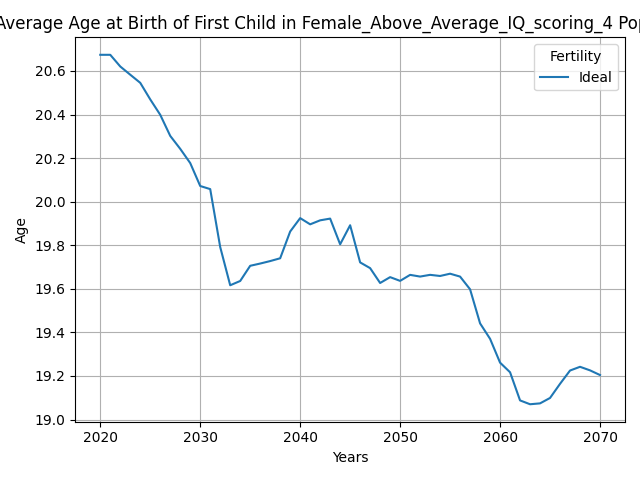 Average Age at Birth of First Child in Female_Above_Average_IQ_scoring_4
Fertility
Ideal
20.6
20.4
20.2
20.0
19.8
19.6
19.4
19.2
19.0
Age
2020 2030 2040 2050 2060 2070
Years